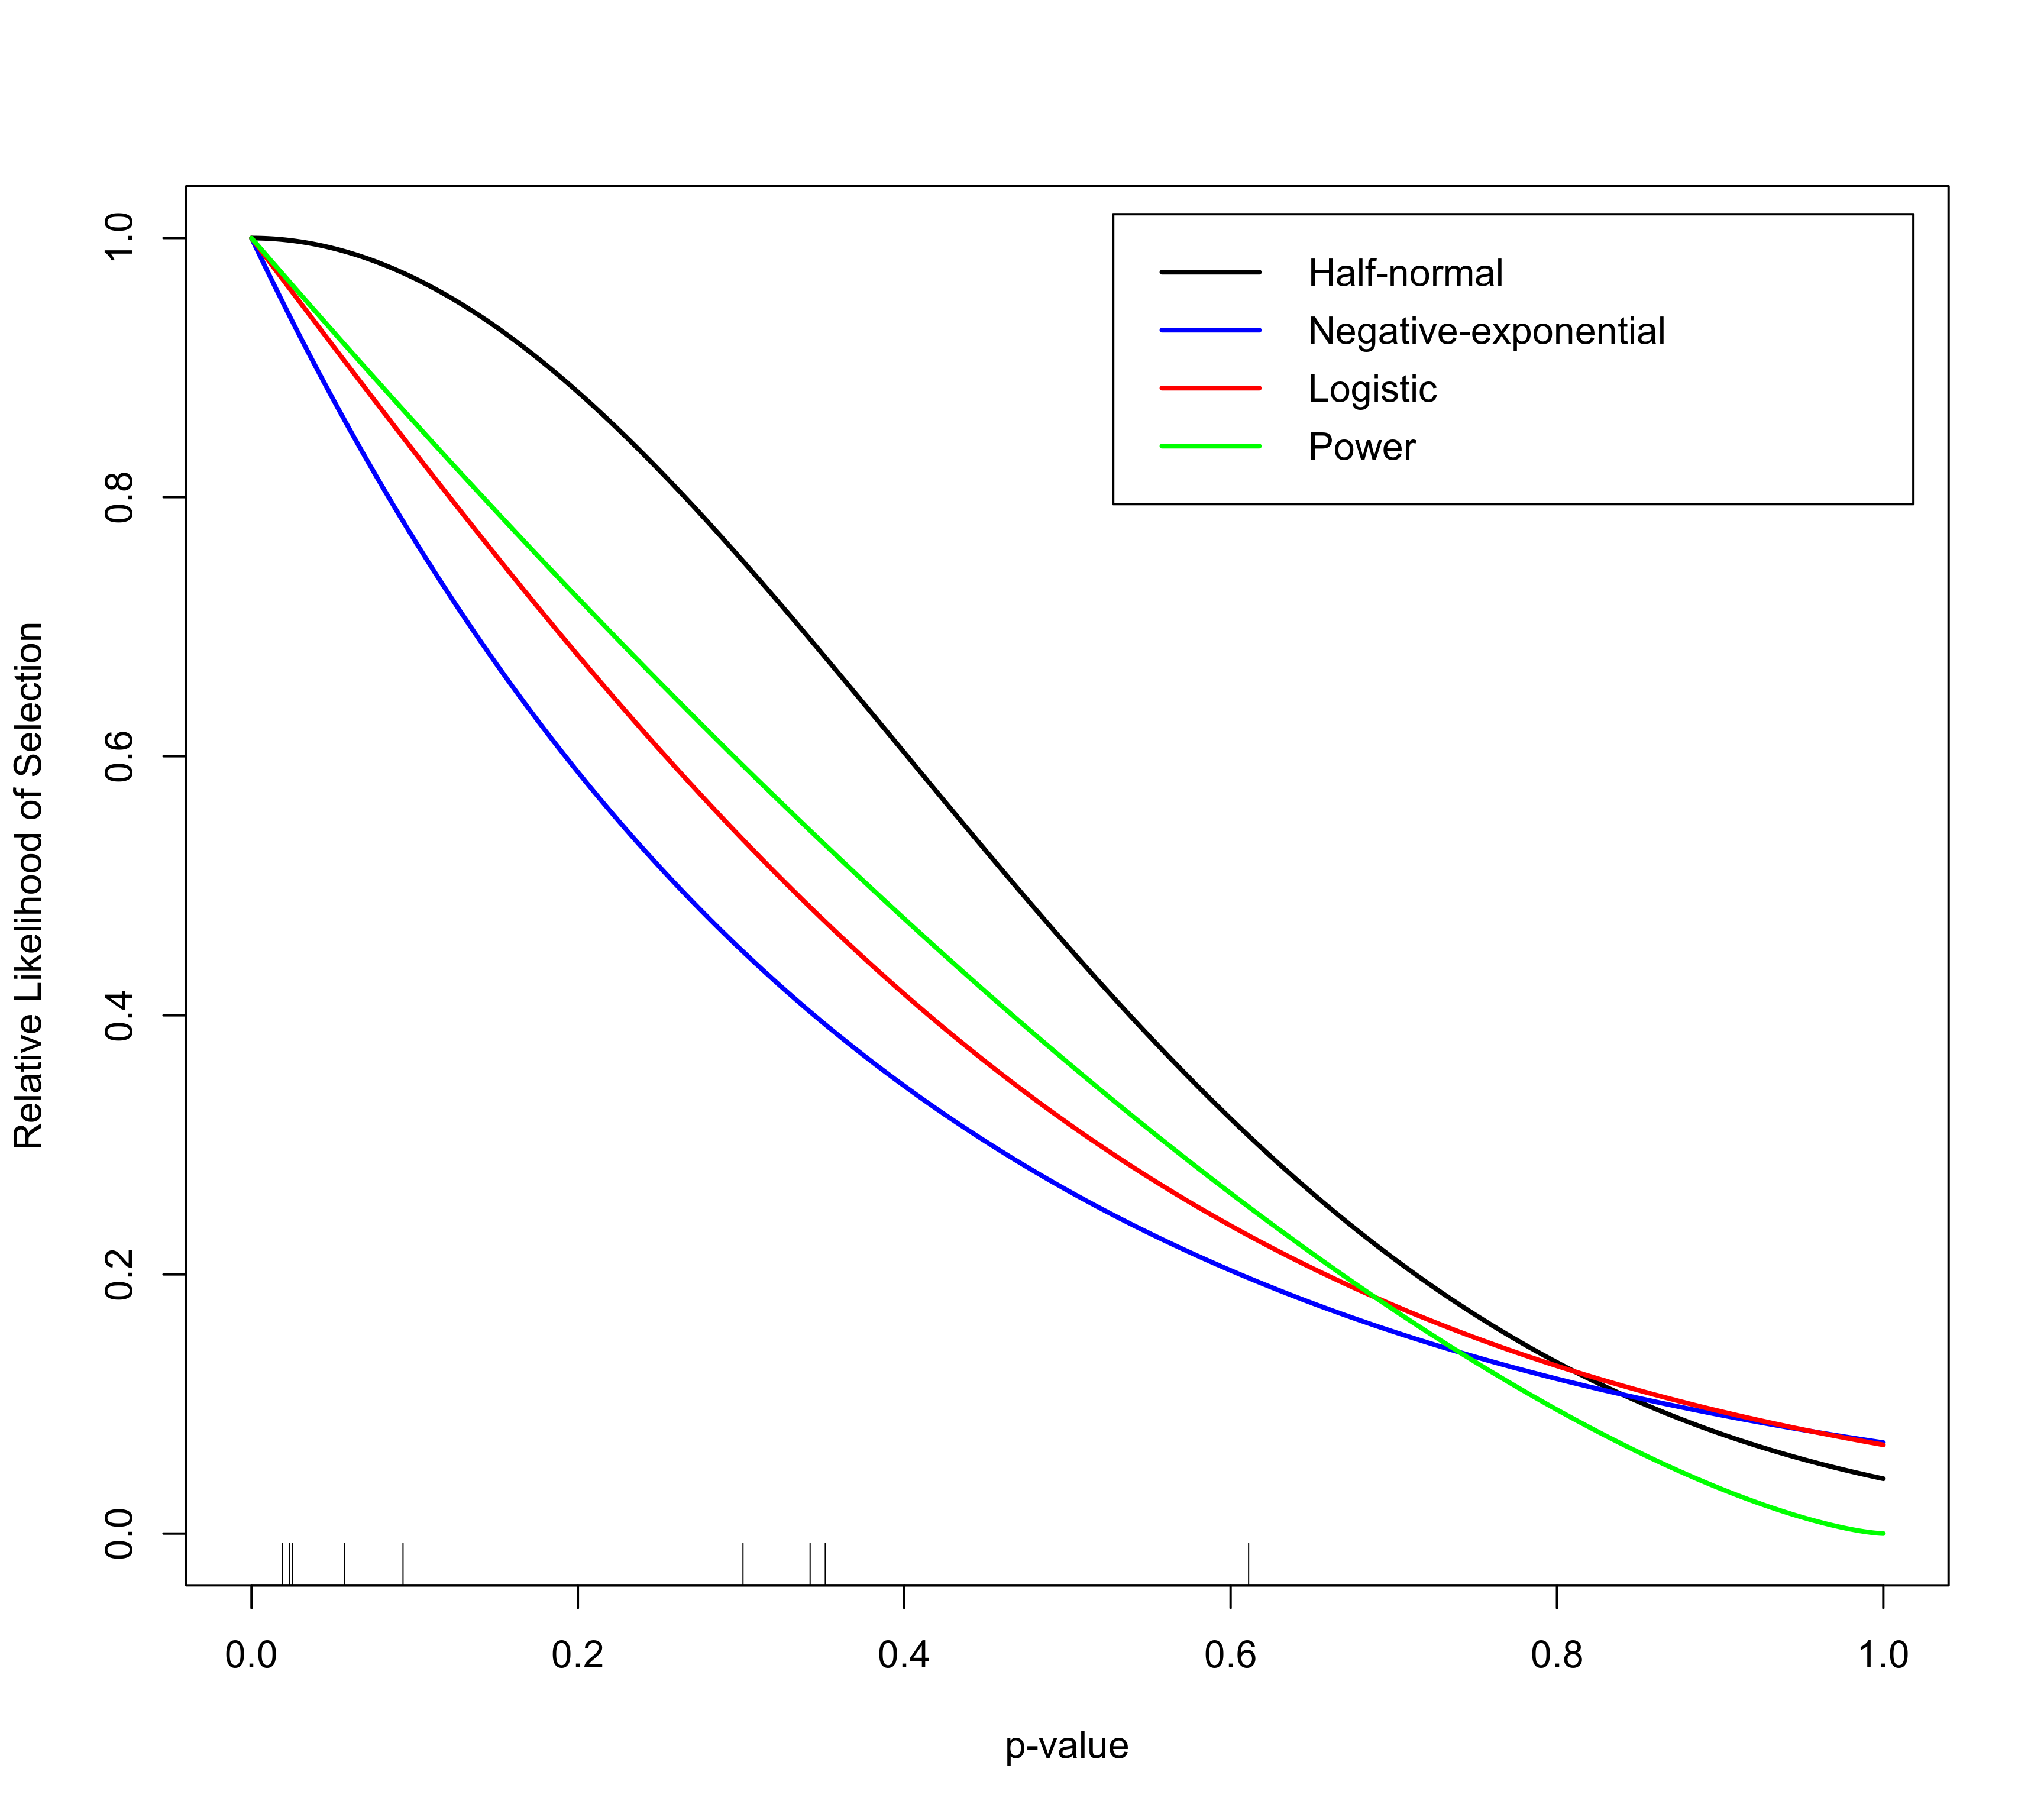 Half-normal
Negative-exponential
Logistic
Power
Relative Likelihood of Selection
1.0
0.8
0.6
0.4
0.2
0.0
0.0 0.2 0.4 0.6 0.8 1.0
p-value